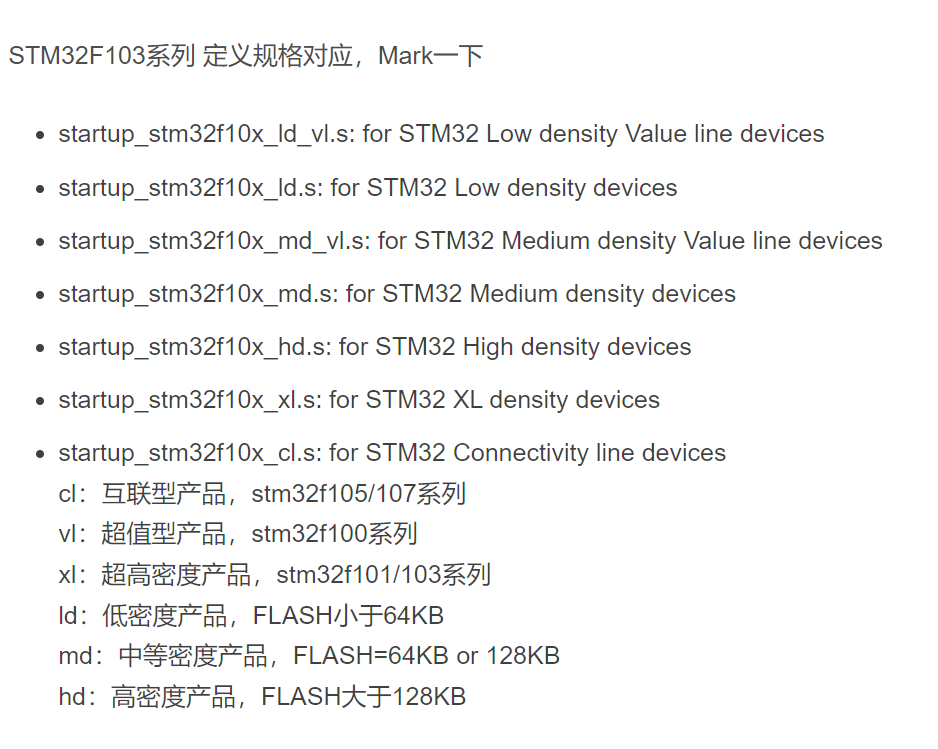 STM32F103系列 定义规格对应，Mark一下
startup_stm32f10x_ld_vl.s: for STM32 Low density Value line devices
startup_stm32f10x_ld.s: for STM32 Low density devices
startup_stm32f10x_md_vl.s: for STM32 Medium density Value line devices
startup_stm32f10x_md.s: for STM32 Medium density devices
startup_stm32f10x_hd.s: for STM32 High density devices
startup_stm32f10x_xl.s: for STM32 XL density devices
startup_stm32f10x_cl.s: for STM32 Connectivity line devices
cl：互联型产品，stm32f105/107系列
vl：超值型产品，stm32f100系列
xl：超高密度产品，stm32f101/103系列
ld：低密度产品，FLASH小于64KB
md：中等密度产品，FLASH=64KB or 128KB
hd：高密度产品，FLASH大于128KB